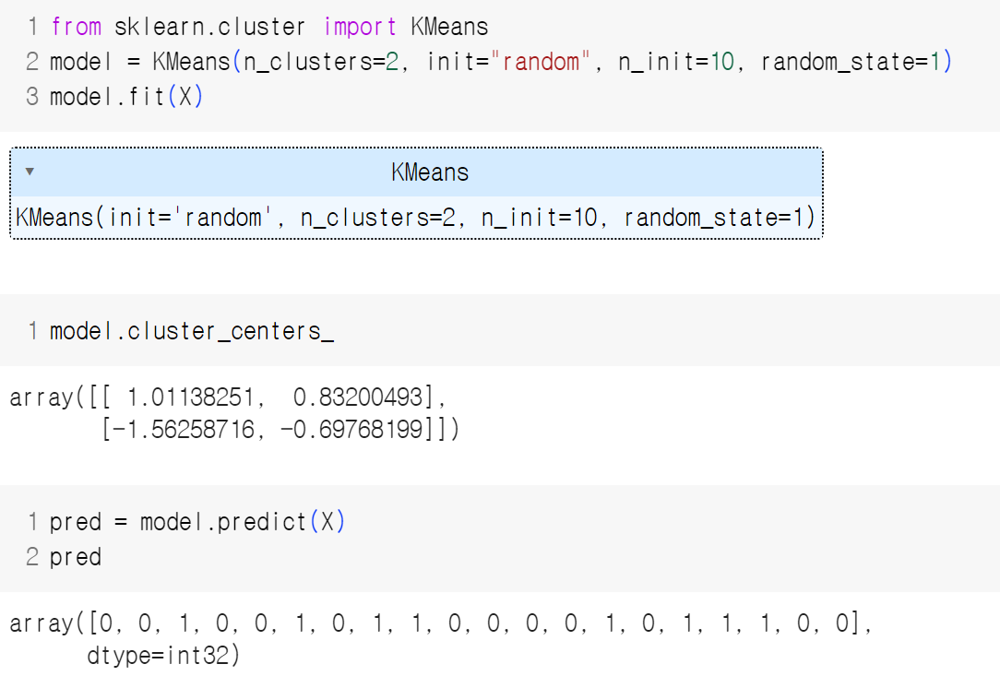 1 from sklearn.cluster import KMeans
2 model = KMeans(n_clusters=2, init="random", n_init=10, random_state=1)
3 model.fit(X)
▾ KMeans
KMeans(init='random', n_clusters=2, n_init=10, random_state=1)
1 model.cluster_centers_
array([[ 1.01138251,  0.83200493],
       [-1.56258716, -0.69768199]])
1 pred = model.predict(X)
2 pred
array([0, 0, 1, 0, 0, 1, 0, 1, 1, 0, 0, 0, 0, 1, 0, 1, 1, 1, 0, 0],
      dtype=int32)